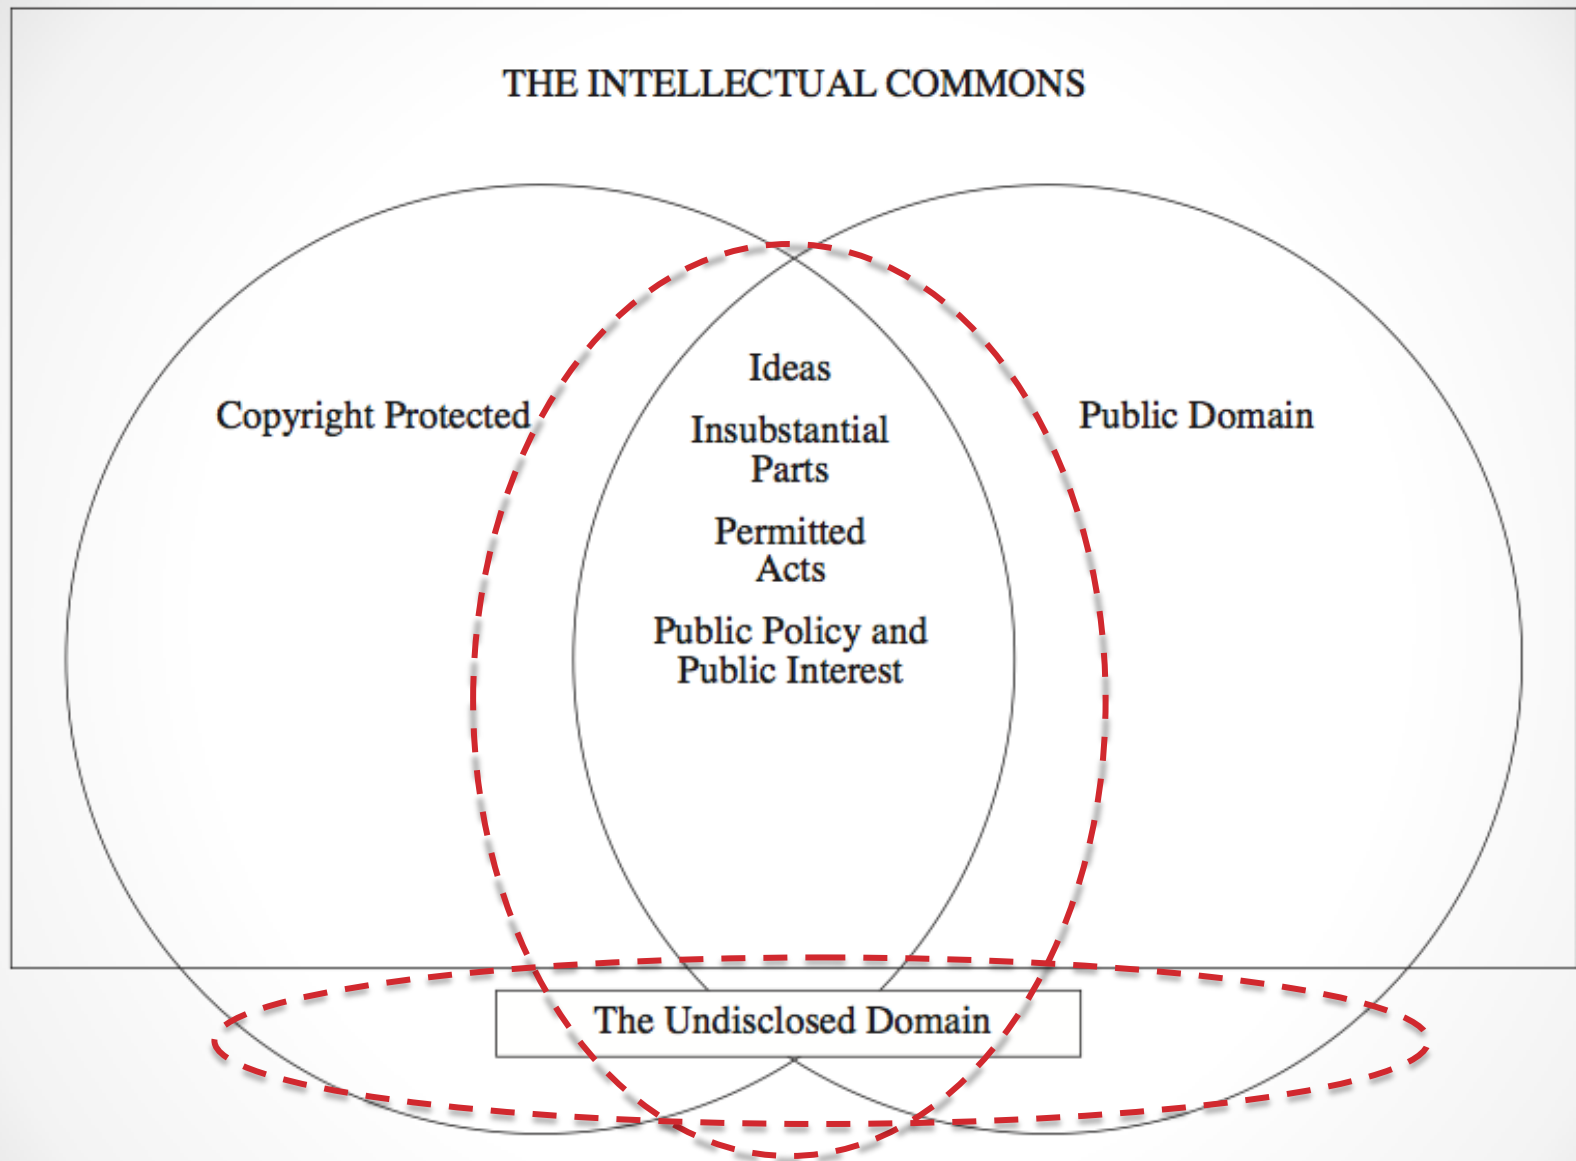 THE INTELLECTUAL COMMONS
Copyright Protected
Ideas
Insubstantial
Parts
Permitted
Acts
Public Policy and
Public Interest
Public Domain
The Undisclosed Domain